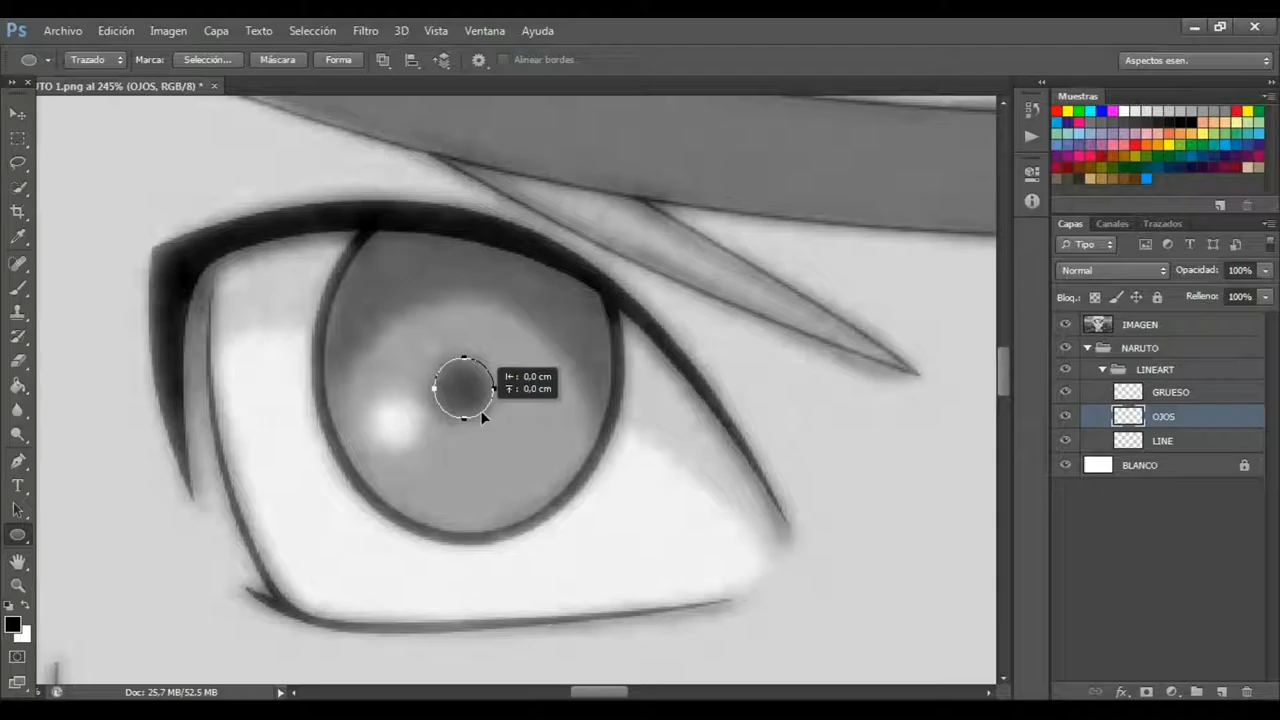 Ps Archivo Edición Imagen Capa Texto Selección Filtro 3D Vista Ventana Ayuda
Trazado Marca: Selección... Máscara Forma Alinear bordes Aspectos esen.
UTO 1.png al 245% (OJOS, RGB/8) * ×
Muestras
Capas Canales Trazados
Tipo
Normal Opacidad: 100%
Bloq.: Relleno: 100%
IMAGEN
NARUTO
LINEART
GRUESO
OJOS
LINE
BLANCO
: 0,0 cm
: 0,0 cm
% Doc: 25,7 MB/52,5 MB